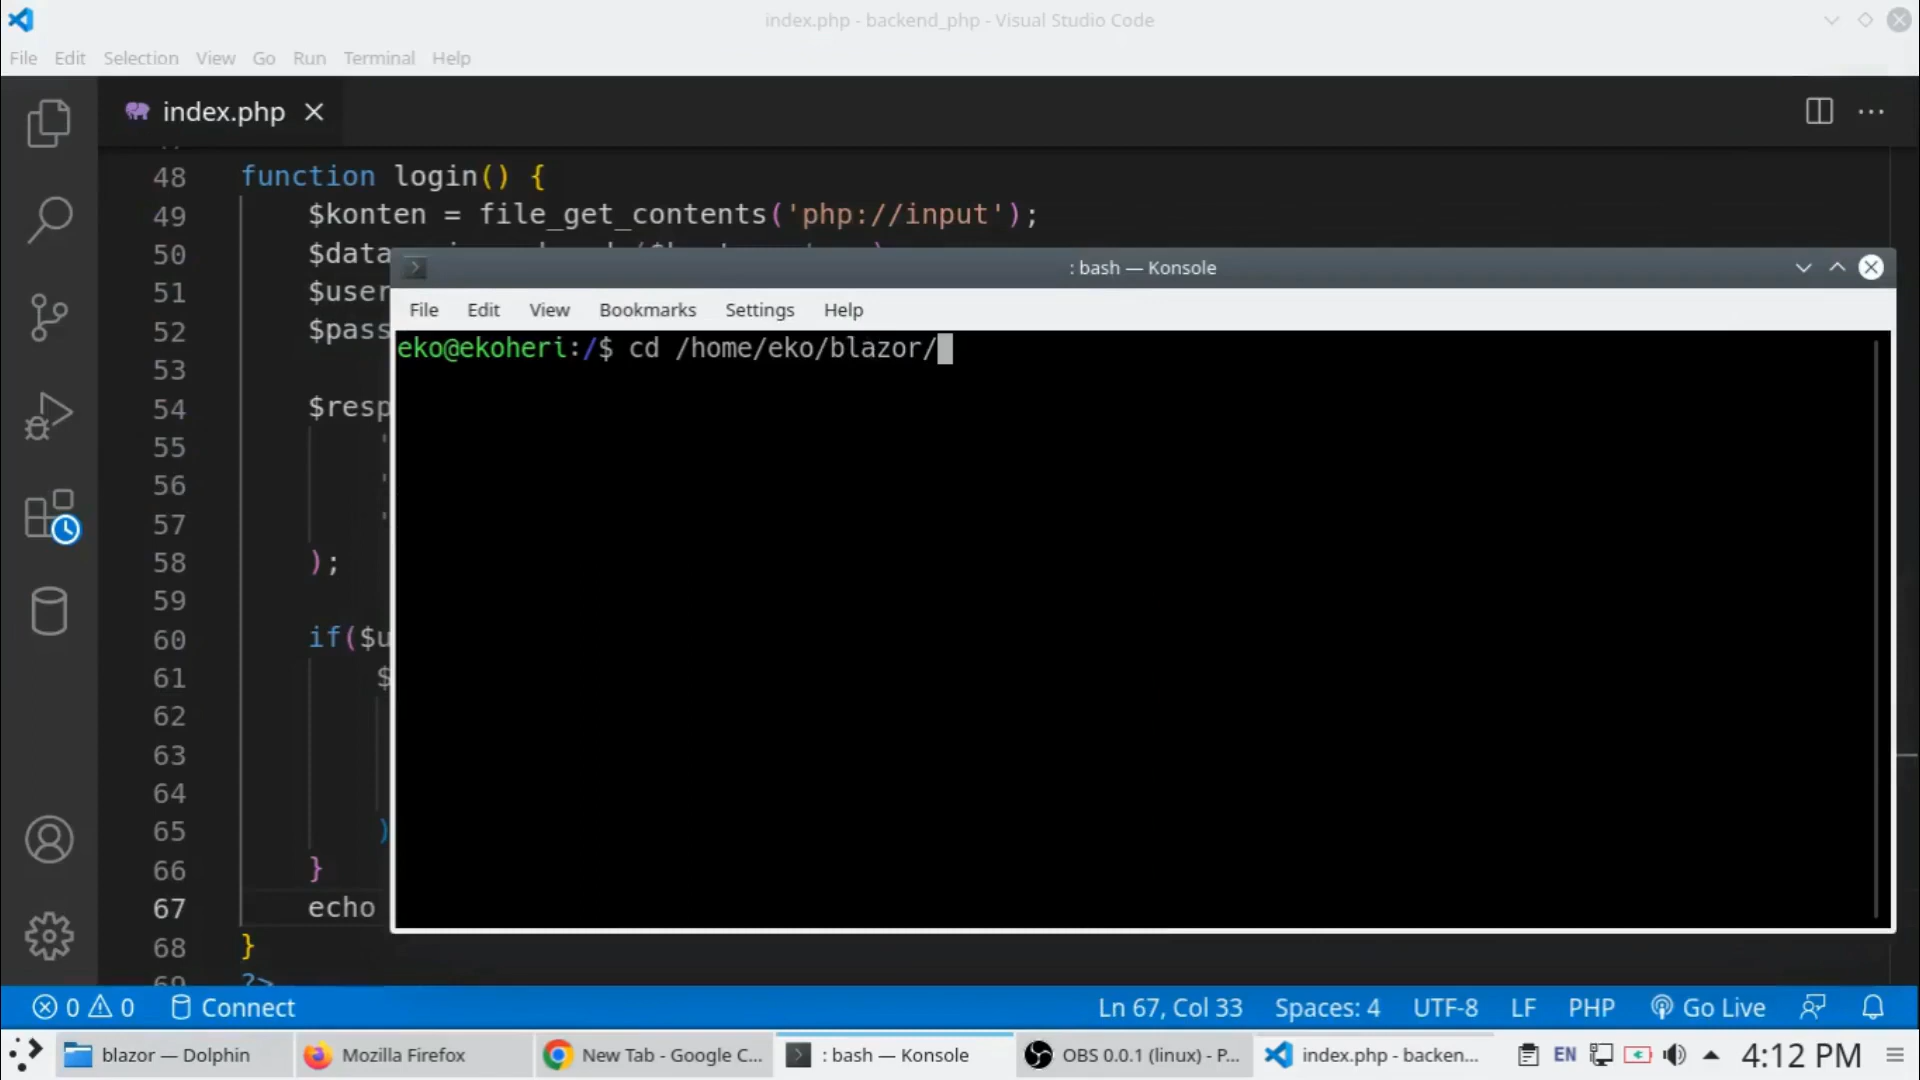 index.php - backend_php - Visual Studio Code
File Edit Selection View Go Run Terminal Help
index.php
48 function login() {
49 $konten = file_get_contents('php://input');
50 $data
51 $user
52 $pass
53
54 $resp
55 '
56 '
57 '
58 );
59
60 if($u
61 $
62
63
64
65 )
66 }
67 echo
68 }
69 ?>
: bash — Konsole
File Edit View Bookmarks Settings Help
eko@ekoheri:/$ cd /home/eko/blazor/
0 0 Connect Ln 67, Col 33 Spaces: 4 UTF-8 LF PHP Go Live
blazor — Dolphin Mozilla Firefox New Tab - Google C... : bash — Konsole OBS 0.0.1 (linux) - P... index.php - backen... EN 4:12 PM